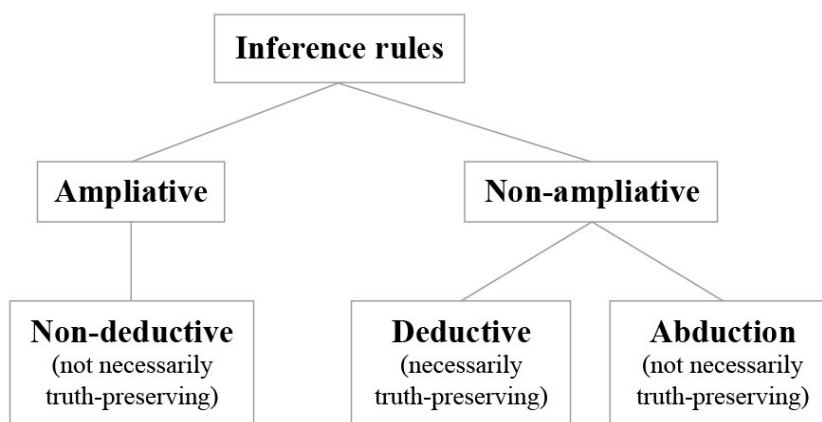 Inference rules
Ampliative
Non-ampliative
Non-deductive
(not necessarily
truth-preserving)
Deductive
(necessarily
truth-preserving)
Abduction
(not necessarily
truth-preserving)